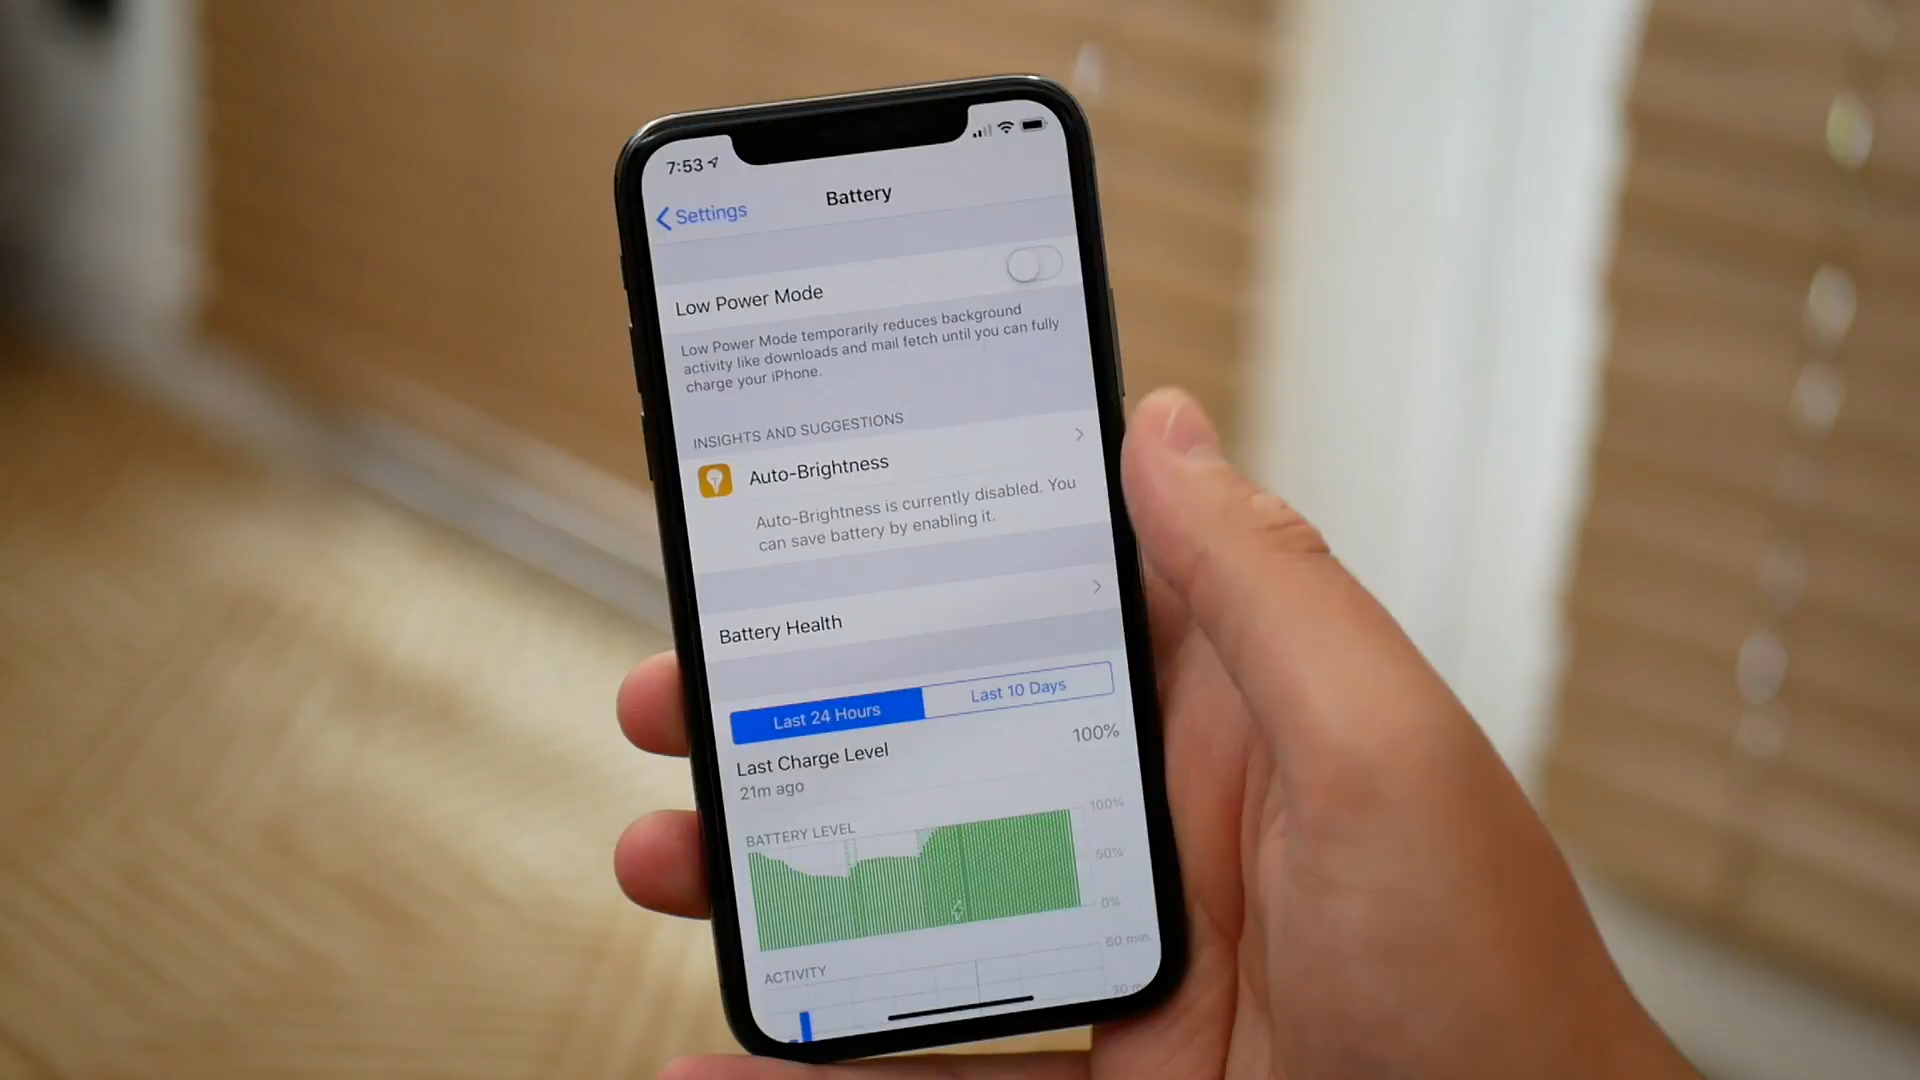 7:53
Settings
Battery
Low Power Mode
Low Power Mode temporarily reduces background
activity like downloads and mail fetch until you can fully
charge your iPhone.
INSIGHTS AND SUGGESTIONS
Auto-Brightness
Auto-Brightness is currently disabled. You
can save battery by enabling it.
Battery Health
Last 24 Hours
Last 10 Days
Last Charge Level
100%
21m ago
BATTERY LEVEL
100%
50%
0%
ACTIVITY
60 min.
30 m